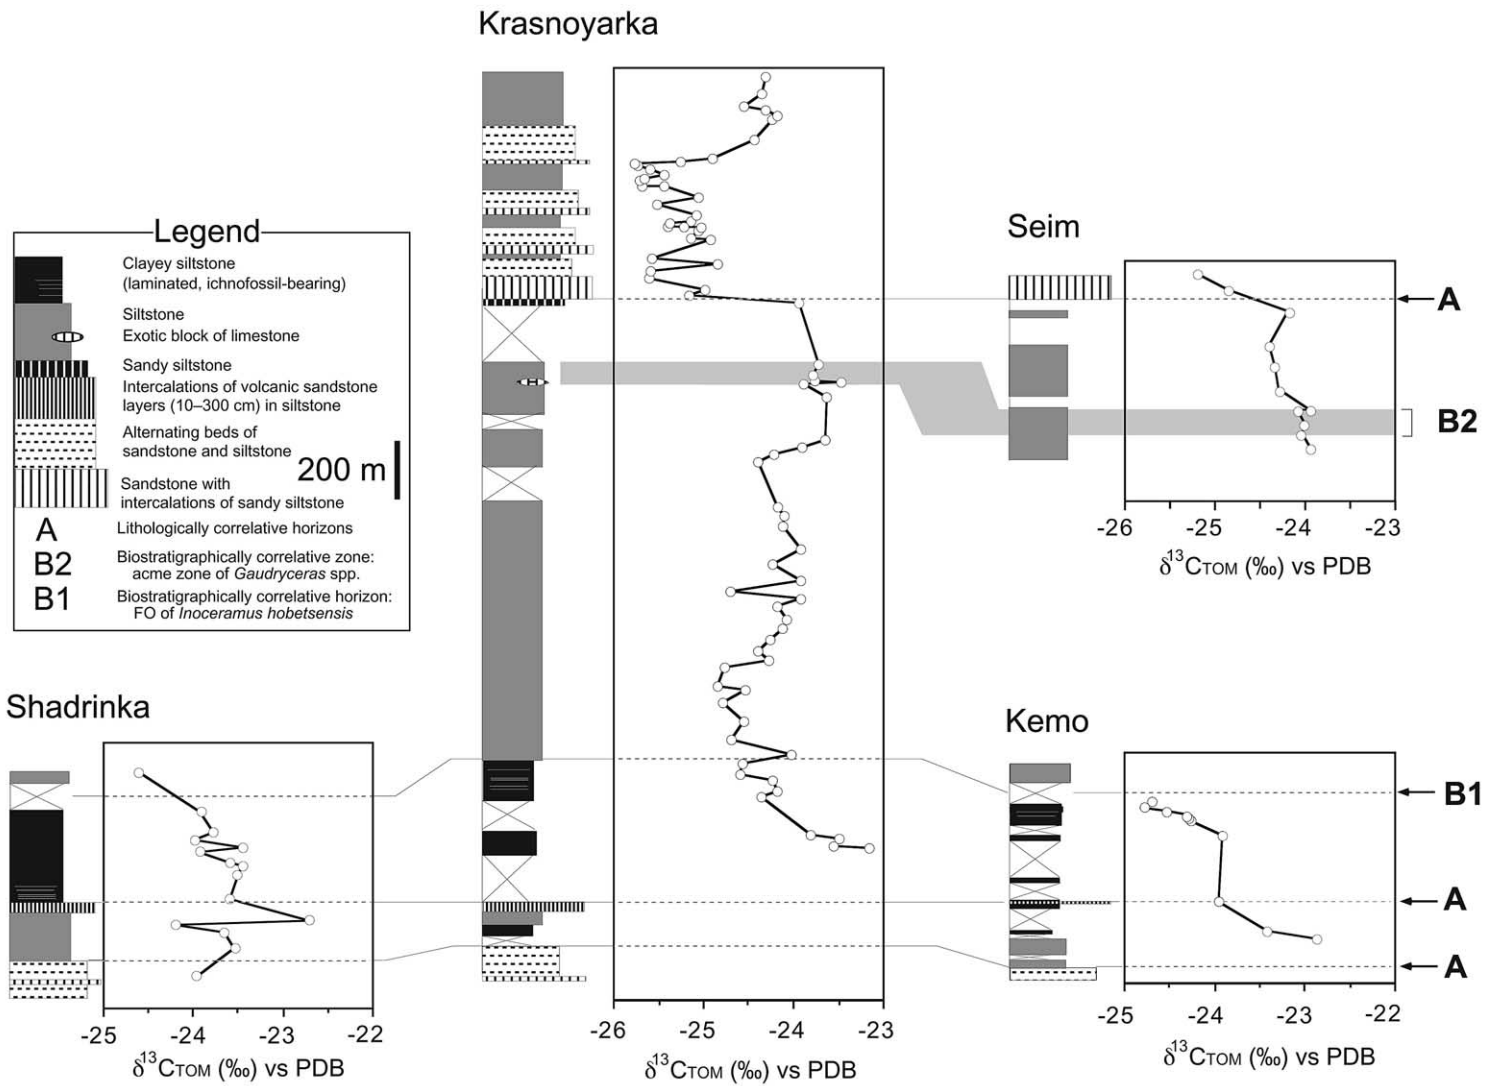 Krasnoyarka
Legend
Clayey siltstone
(laminated, ichnofossil-bearing)
Siltstone
Exotic block of limestone
Sandy siltstone
Intercalations of volcanic sandstone
layers (10–300 cm) in siltstone
Alternating beds of
sandstone and siltstone
200 m
Sandstone with
intercalations of sandy siltstone
A
Lithologically correlative horizons
B2
Biostratigraphically correlative zone:
acme zone of Gaudryceras spp.
B1
Biostratigraphically correlative horizon:
FO of Inoceramus hobetsensis
Seim
A
B2
-26 -25 -24 -23
δ13CTOM (‰) vs PDB
Shadrinka
-25 -24 -23 -22
δ13CTOM (‰) vs PDB
-26 -25 -24 -23
δ13CTOM (‰) vs PDB
Kemo
B1
A
A
-25 -24 -23 -22
δ13CTOM (‰) vs PDB